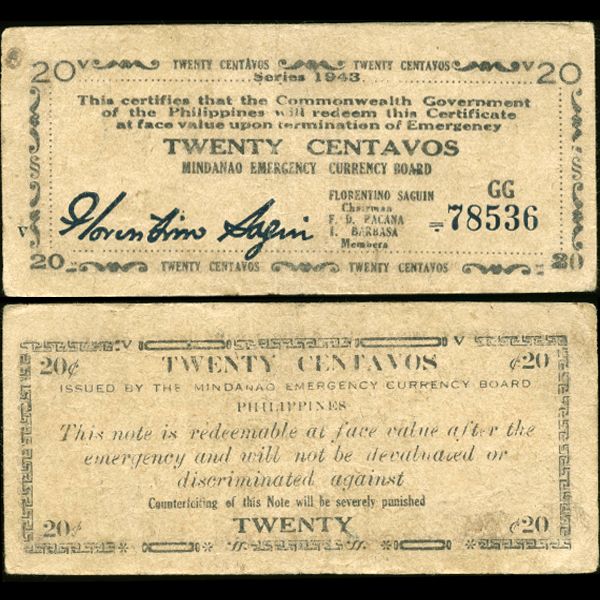 20 V TWENTY CENTAVOS TWENTY CENTAVOS V 20
Series 1943
This certifies that the Commonwealth Government
of the Philippines will redeem this Certificate
at face value upon termination of Emergency
TWENTY CENTAVOS
MINDANAO EMERGENCY CURRENCY BOARD
Florentino Saguin
FLORENTINO SAGUIN
Chairman
F. D. PACANA
I. BARBASA
Members
GG
78536
V
20 TWENTY CENTAVOS TWENTY CENTAVOS 20
V V
20¢ TWENTY CENTAVOS ¢20
ISSUED BY THE MINDANAO EMERGENCY CURRENCY BOARD
PHILIPPINES
This note is redeemable at face value after the
emergency and will not be devaluated or
discriminated against
Counterfeiting of this Note will be severely punished
20¢ TWENTY ¢20